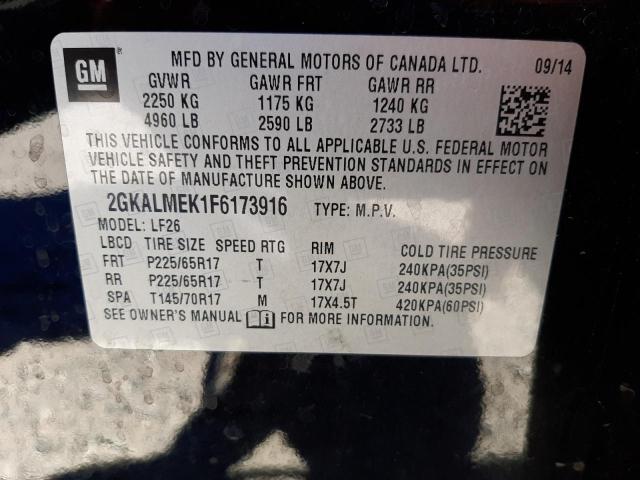 GM
MFD BY GENERAL MOTORS OF CANADA LTD. 09/14
GVWR GAWR FRT GAWR RR
2250 KG 1175 KG 1240 KG
4960 LB 2590 LB 2733 LB
THIS VEHICLE CONFORMS TO ALL APPLICABLE U.S. FEDERAL MOTOR
VEHICLE SAFETY AND THEFT PREVENTION STANDARDS IN EFFECT ON
THE DATE OF MANUFACTURE SHOWN ABOVE.
2GKALMEK1F6173916 TYPE: M.P.V.
MODEL: LF26
LBCD TIRE SIZE SPEED RTG RIM COLD TIRE PRESSURE
FRT P225/65R17 T 17X7J 240KPA(35PSI)
RR P225/65R17 T 17X7J 240KPA(35PSI)
SPA T145/70R17 M 17X4.5T 420KPA(60PSI)
SEE OWNER'S MANUAL FOR MORE INFORMATION.